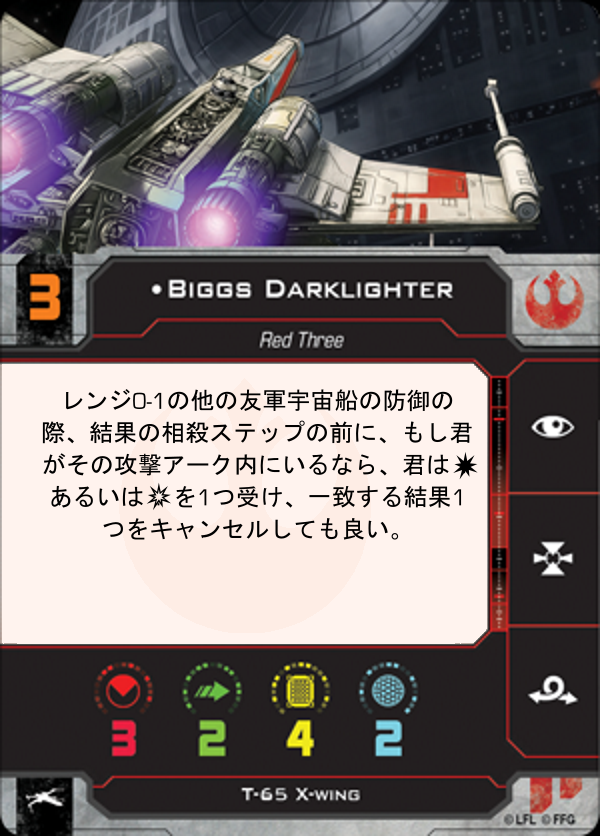 3
•Biggs Darklighter
Red Three
レンジ0-1の他の友軍宇宙船の防御の
際、結果の相殺ステップの前に、もし君
がその攻撃アーク内にいるなら、君は
あるいは を1つ受け、一致する結果1
つをキャンセルしても良い。
3 2 4 2
T-65 X-wing
© LFL © FFG